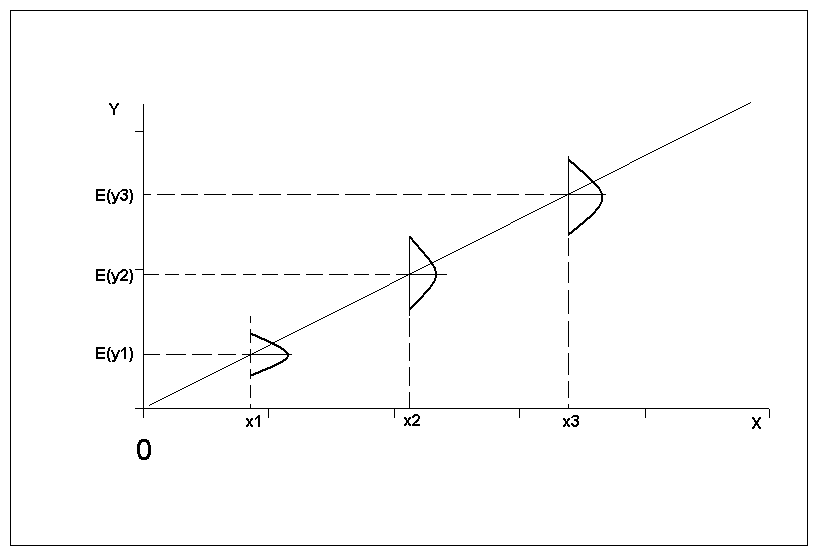 Y
E(y3)
E(y2)
E(y1)
x1 x2 x3 X
0